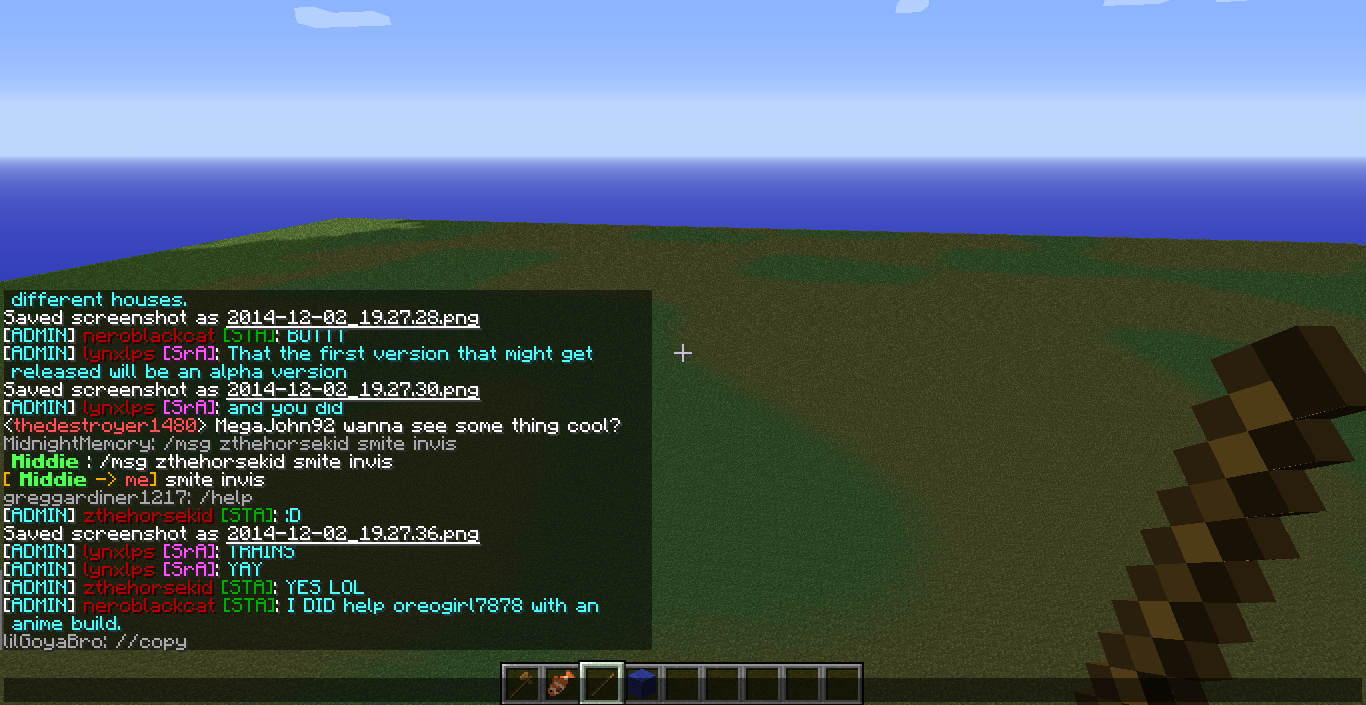 different houses.
Saved screenshot as 2014-12-02_19.27.28.png
[ADMIN] neroblackcat [STA]: BUTTT
[ADMIN] lynxlps [SrA]: That the first version that might get
released will be an alpha version
Saved screenshot as 2014-12-02_19.27.30.png
[ADMIN] lynxlps [SrA]: and you did
<thedestroyer1480> MegaJohn92 wanna see some thing cool?
MidnightMemory: /msg zthehorsekid smite invis
Middie : /msg zthehorsekid smite invis
[ Middie -> me] smite invis
greggardiner1217: /help
[ADMIN] zthehorsekid [STA]: :D
Saved screenshot as 2014-12-02_19.27.36.png
[ADMIN] lynxlps [SrA]: TRAINS
[ADMIN] lynxlps [SrA]: YAY
[ADMIN] zthehorsekid [STA]: YES LOL
[ADMIN] neroblackcat [STA]: I DID help oreogirl7878 with an
anime build.
lilGoyaBro: //copy